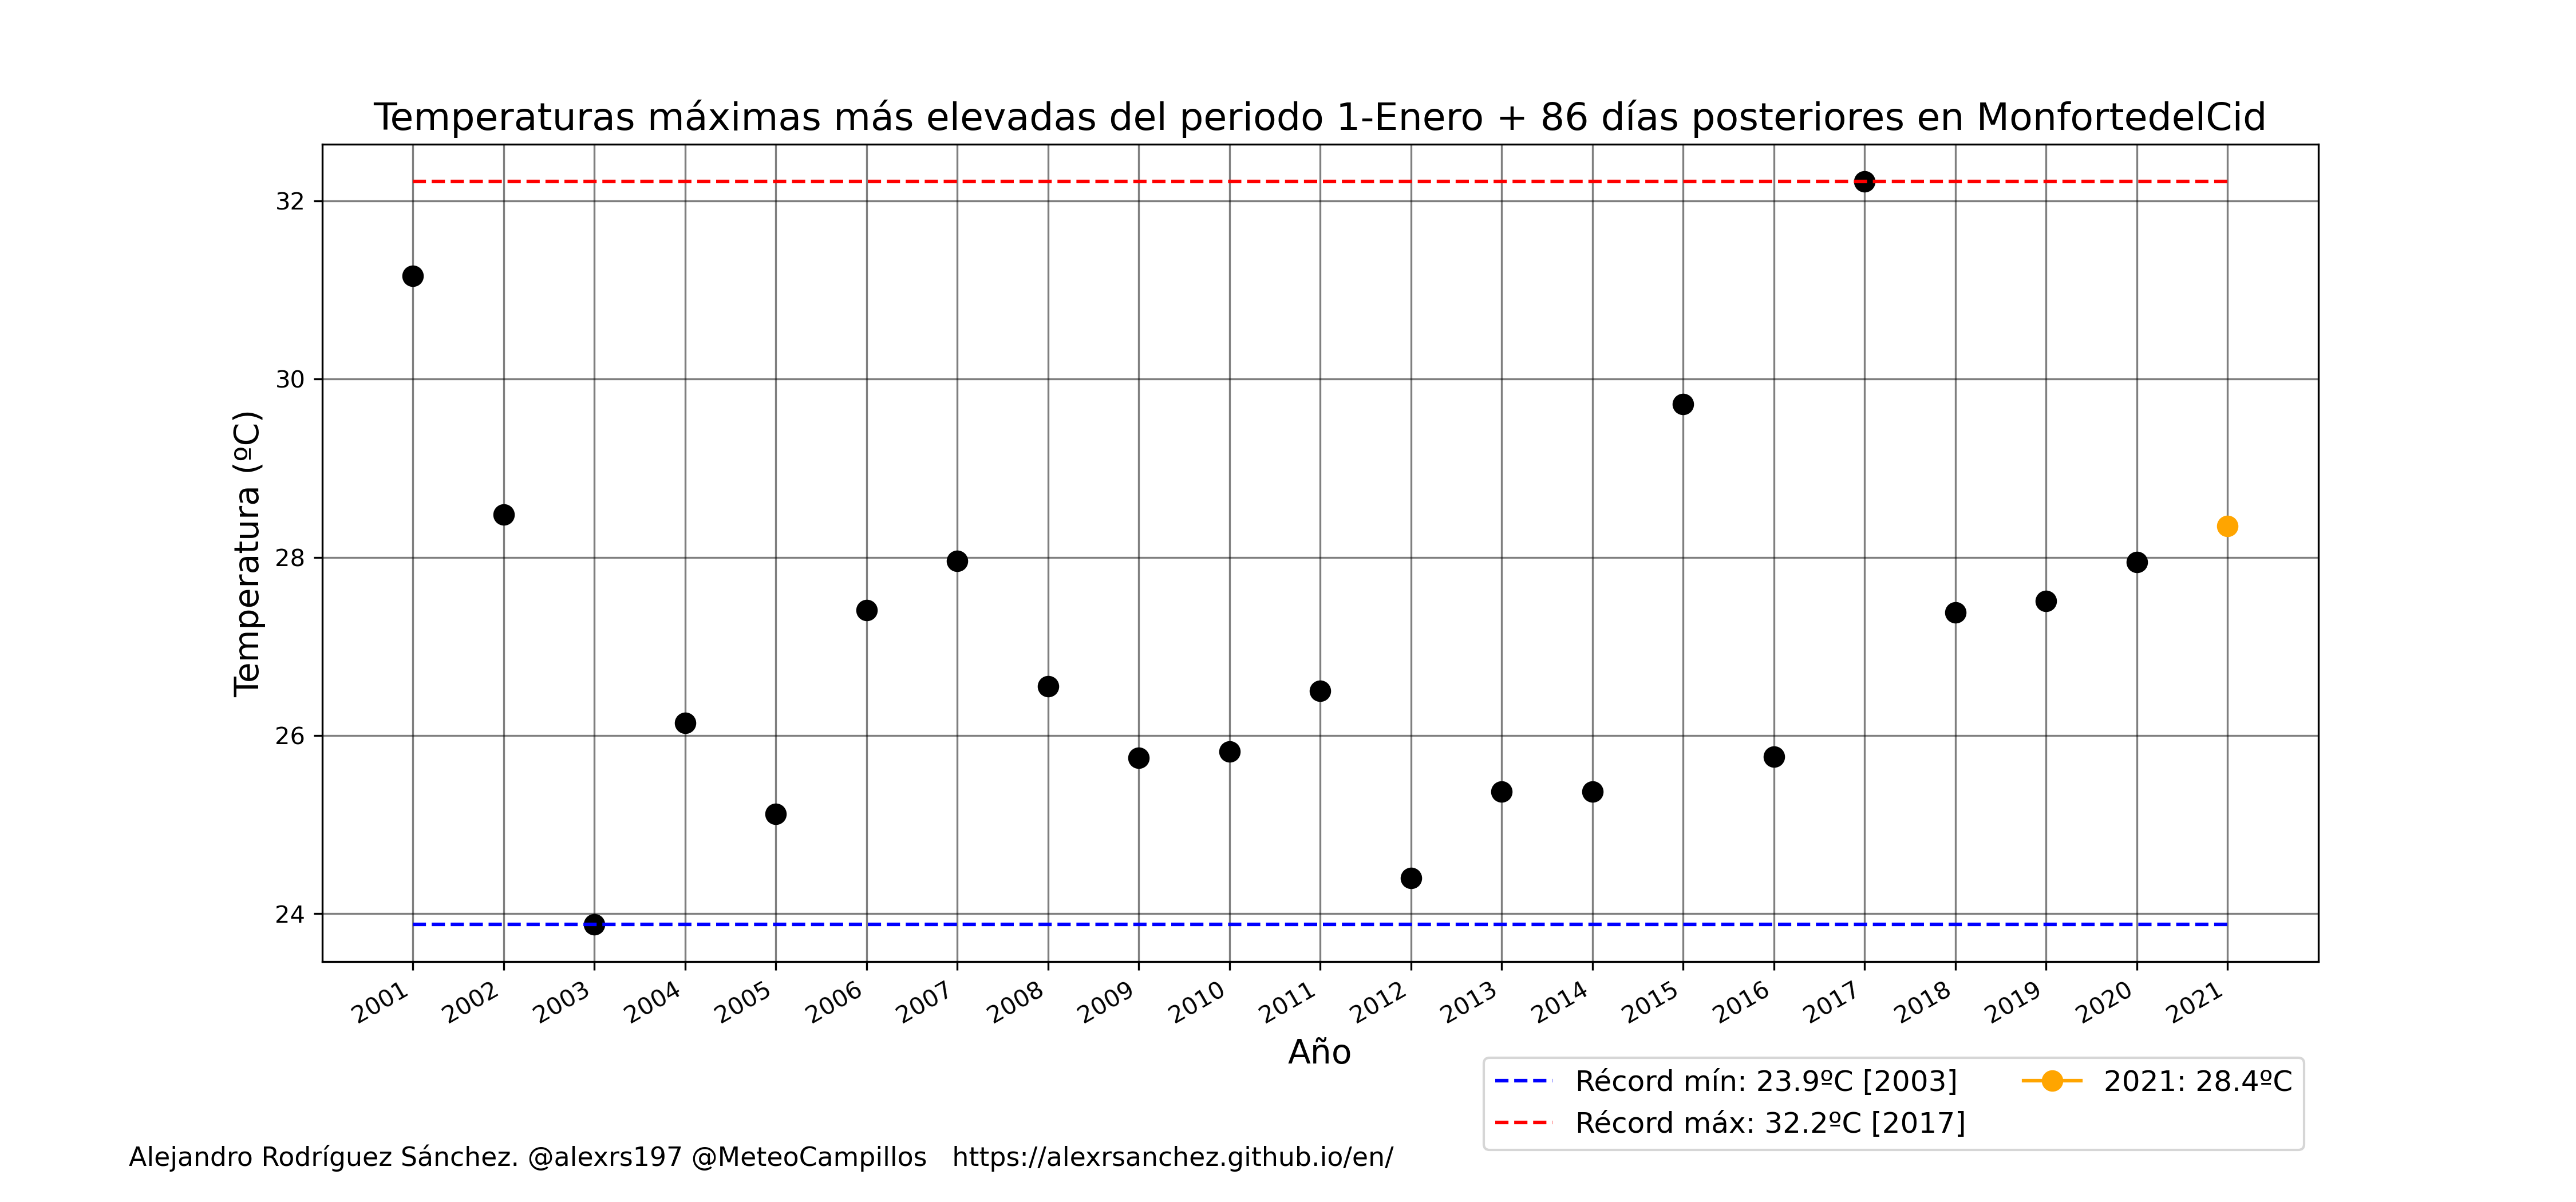 Temperaturas máximas más elevadas del periodo 1-Enero + 86 días posteriores en MonfortedelCid
Temperatura (ºC)
32
30
28
26
24
2001 2002 2003 2004 2005 2006 2007 2008 2009 2010 2011 2012 2013 2014 2015 2016 2017 2018 2019 2020 2021
Año
Récord mín: 23.9ºC [2003]
Récord máx: 32.2ºC [2017]
2021: 28.4ºC
Alejandro Rodríguez Sánchez. @alexrs197 @MeteoCampillos https://alexrsanchez.github.io/en/